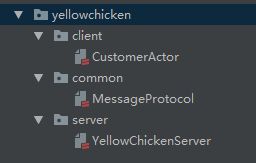 yellowchicken
client
CustomerActor
common
MessageProtocol
server
YellowChickenServer